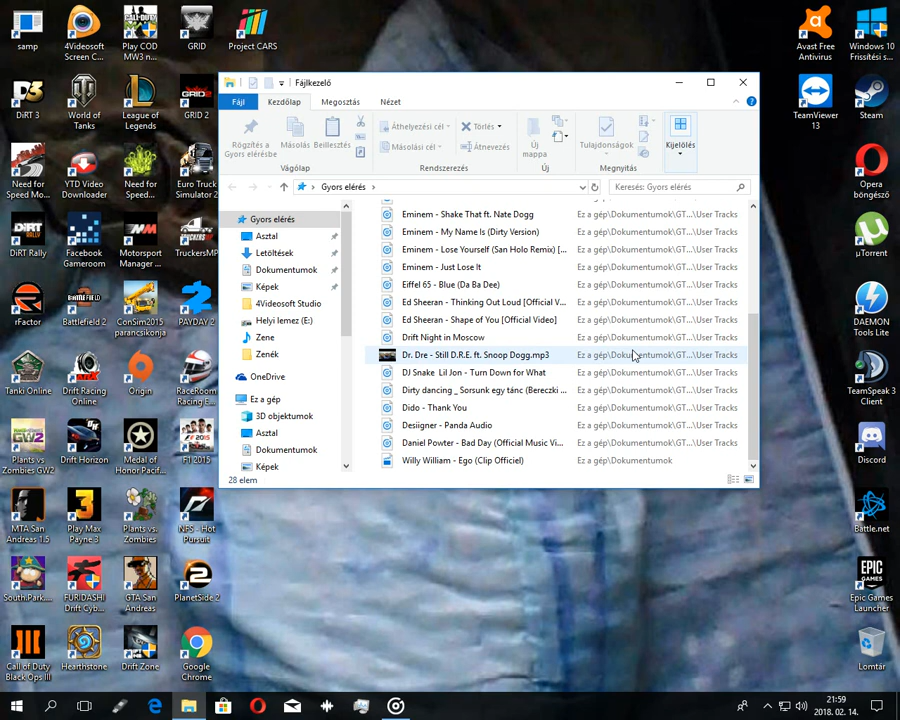 samp
4Videosoft
Screen C...
Play COD
MW3 n...
GRID
Project CARS
Avast Free
Antivirus
Windows 10
Frissítési s...
DiRT 3
World of
Tanks
League of
Legends
GRID 2
TeamViewer
13
Steam
Need for
Speed Mo...
YTD Video
Downloader
Need for
Speed...
Euro Truck
Simulator 2
Opera
böngésző
DiRT Rally
Facebook
Gameroom
Motorsport
Manager ...
TruckersMP
µTorrent
rFactor
Battlefield 2
ConSim2015
parancsikonja
PAYDAY 2
DAEMON
Tools Lite
Tanki Online
Drift Racing
Online
Origin
RaceRoom
Racing E...
TeamSpeak 3
Client
Plants vs.
Zombies GW2
Drift Horizon
Medal of
Honor Pacif...
F1 2015
Discord
MTA San
Andreas 1.5
Play Max
Payne 3
Plants vs.
Zombies
NFS - Hot
Pursuit
Battle.net
South.Park....
FURIDASHI
Drift Cyb...
GTA San
Andreas
PlanetSide 2
Epic Games
Launcher
Call of Duty
Black Ops III
Hearthstone
Drift Zone
Google
Chrome
Lomtár
Fájlkezelő
Fájl
Kezdőlap
Megosztás
Nézet
Rögzítés a
Gyors elérésbe
Másolás
Beillesztés
Vágólap
Áthelyezési cél
Másolási cél
Törlés
Átnevezés
Rendszerezés
Új
mappa
Új
Tulajdonságok
Megnyitás
Kijelölés
Gyors elérés
Keresés: Gyors elérés
Gyors elérés
Asztal
Letöltések
Dokumentumok
Képek
4Videosoft Studio
Helyi lemez (E:)
Zene
Zenék
OneDrive
Ez a gép
3D objektumok
Asztal
Dokumentumok
Képek
Eminem - Shake That ft. Nate Dogg Ez a gép\Dokumentumok\GT...\User Tracks
Eminem - My Name Is (Dirty Version) Ez a gép\Dokumentumok\GT...\User Tracks
Eminem - Lose Yourself (San Holo Remix) [... Ez a gép\Dokumentumok\GT...\User Tracks
Eminem - Just Lose It Ez a gép\Dokumentumok\GT...\User Tracks
Eiffel 65 - Blue (Da Ba Dee) Ez a gép\Dokumentumok\GT...\User Tracks
Ed Sheeran - Thinking Out Loud [Official V... Ez a gép\Dokumentumok\GT...\User Tracks
Ed Sheeran - Shape of You [Official Video] Ez a gép\Dokumentumok\GT...\User Tracks
Drift Night in Moscow Ez a gép\Dokumentumok\GT...\User Tracks
Dr. Dre - Still D.R.E. ft. Snoop Dogg.mp3 Ez a gép\Dokumentumok\GT...\User Tracks
DJ Snake Lil Jon - Turn Down for What Ez a gép\Dokumentumok\GT...\User Tracks
Dirty dancing _ Sorsunk egy tánc (Bereczki ... Ez a gép\Dokumentumok\GT...\User Tracks
Dido - Thank You Ez a gép\Dokumentumok\GT...\User Tracks
Desiigner - Panda Audio Ez a gép\Dokumentumok\GT...\User Tracks
Daniel Powter - Bad Day (Official Music Vi... Ez a gép\Dokumentumok\GT...\User Tracks
Willy William - Ego (Clip Officiel) Ez a gép\Dokumentumok
28 elem
21:59
2018. 02. 14.